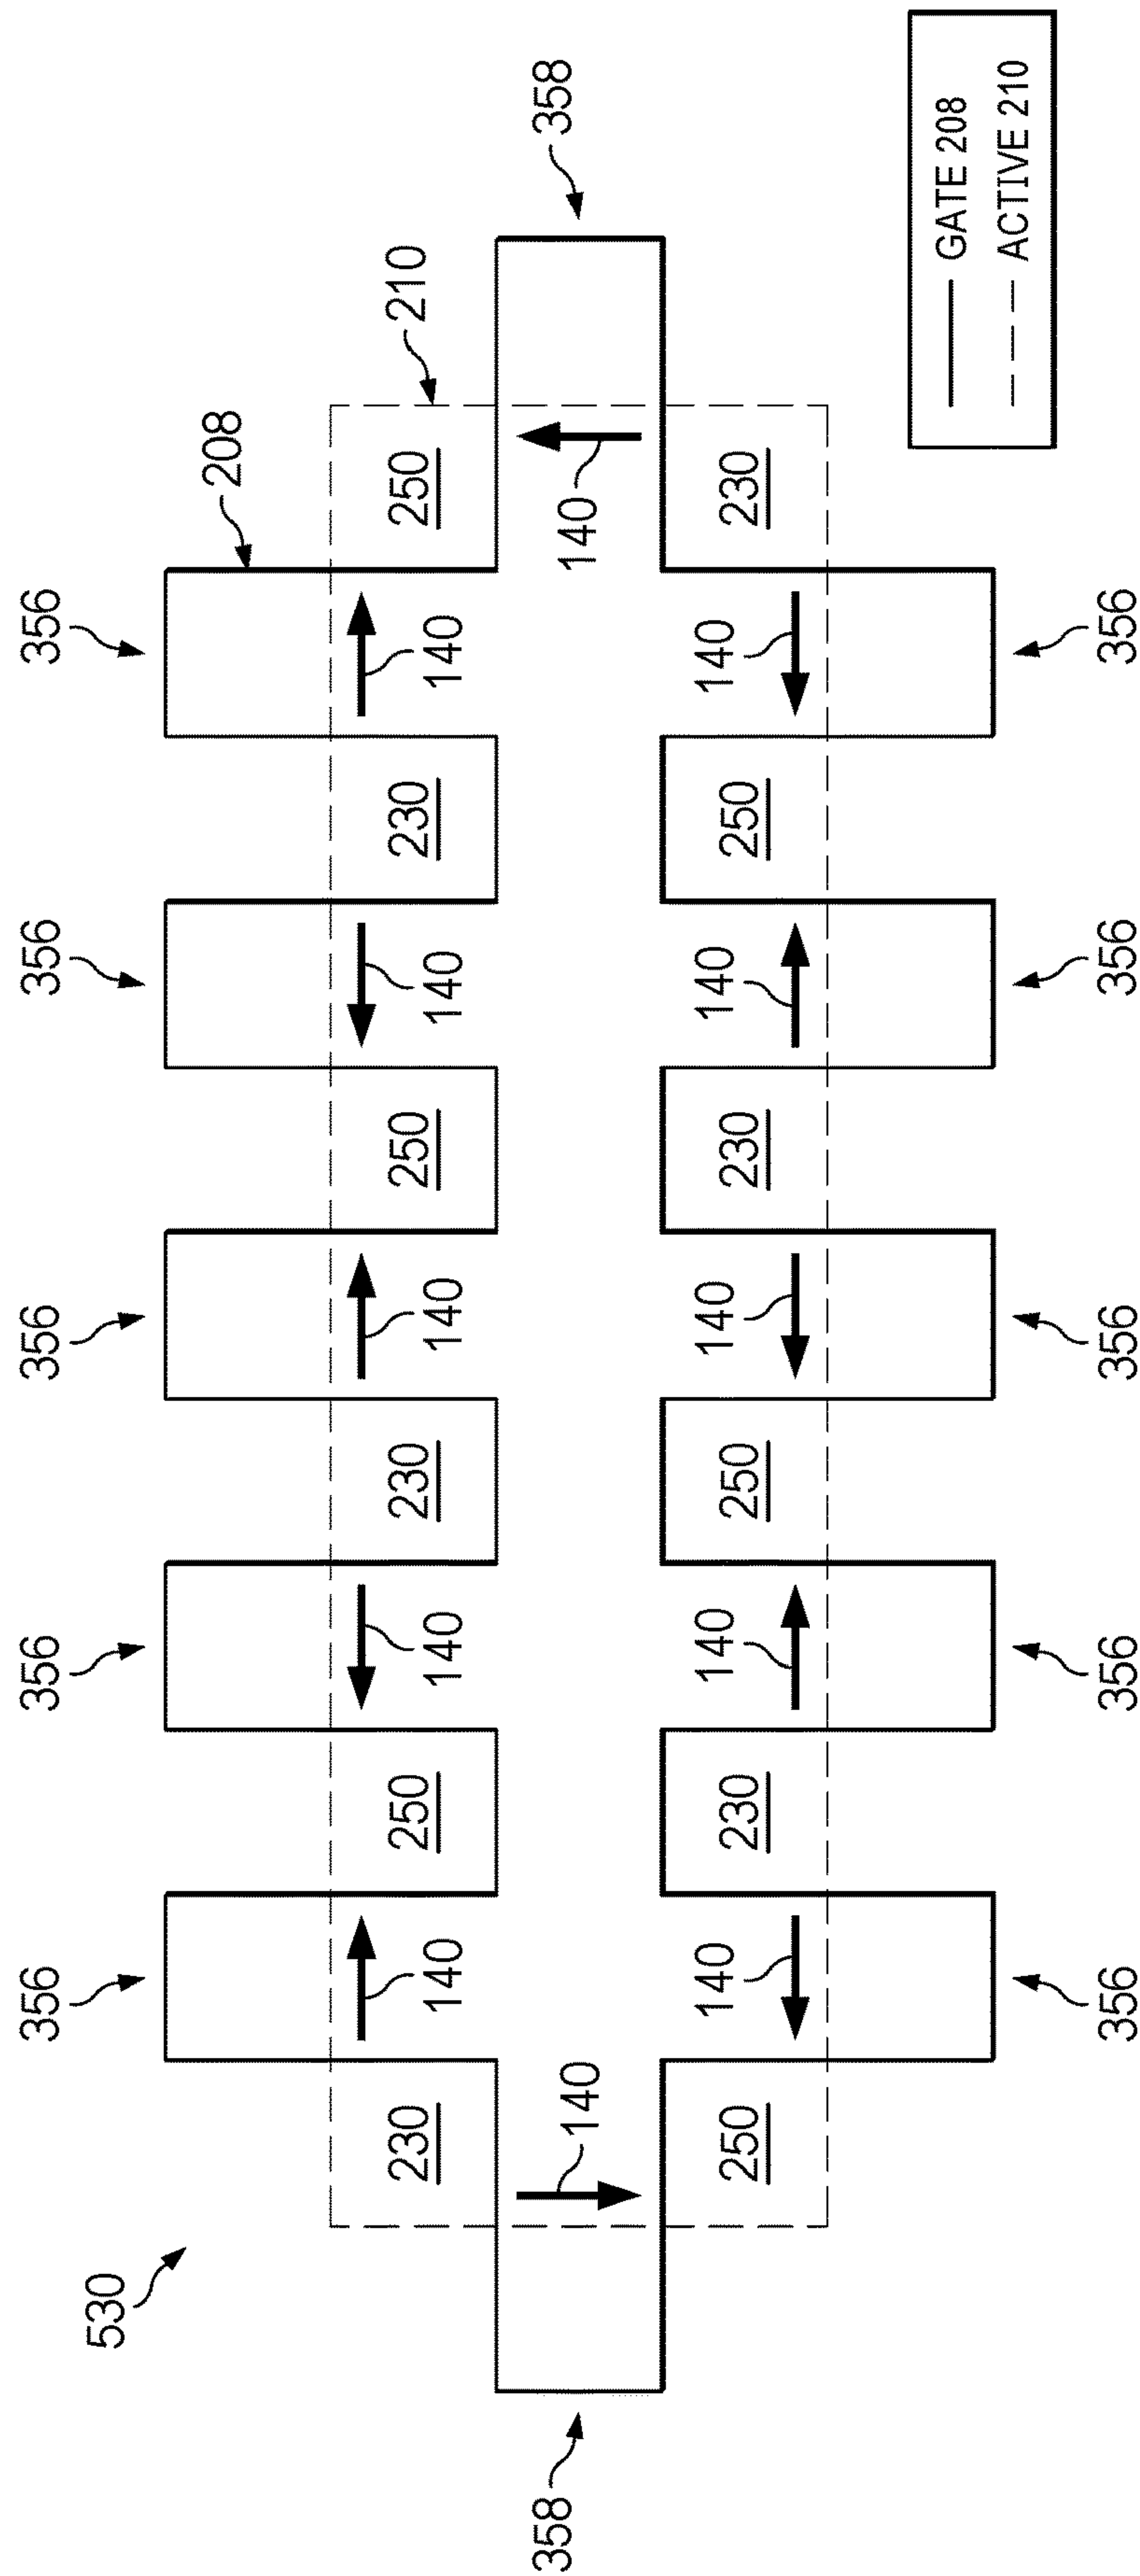 356 356 356 356 356
530
208
210
230 250 230 250 230 250
140 140 140 140 140
358 140 140 358
140 140 140 140 140
250 230 250 230 250 230
GATE 208
ACTIVE 210
356 356 356 356 356